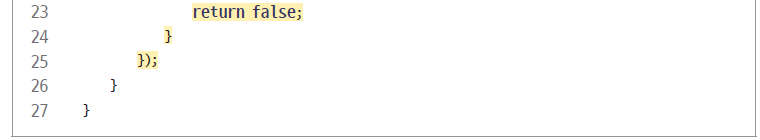 23 return false;
24 }
25 });
26 }
27 }